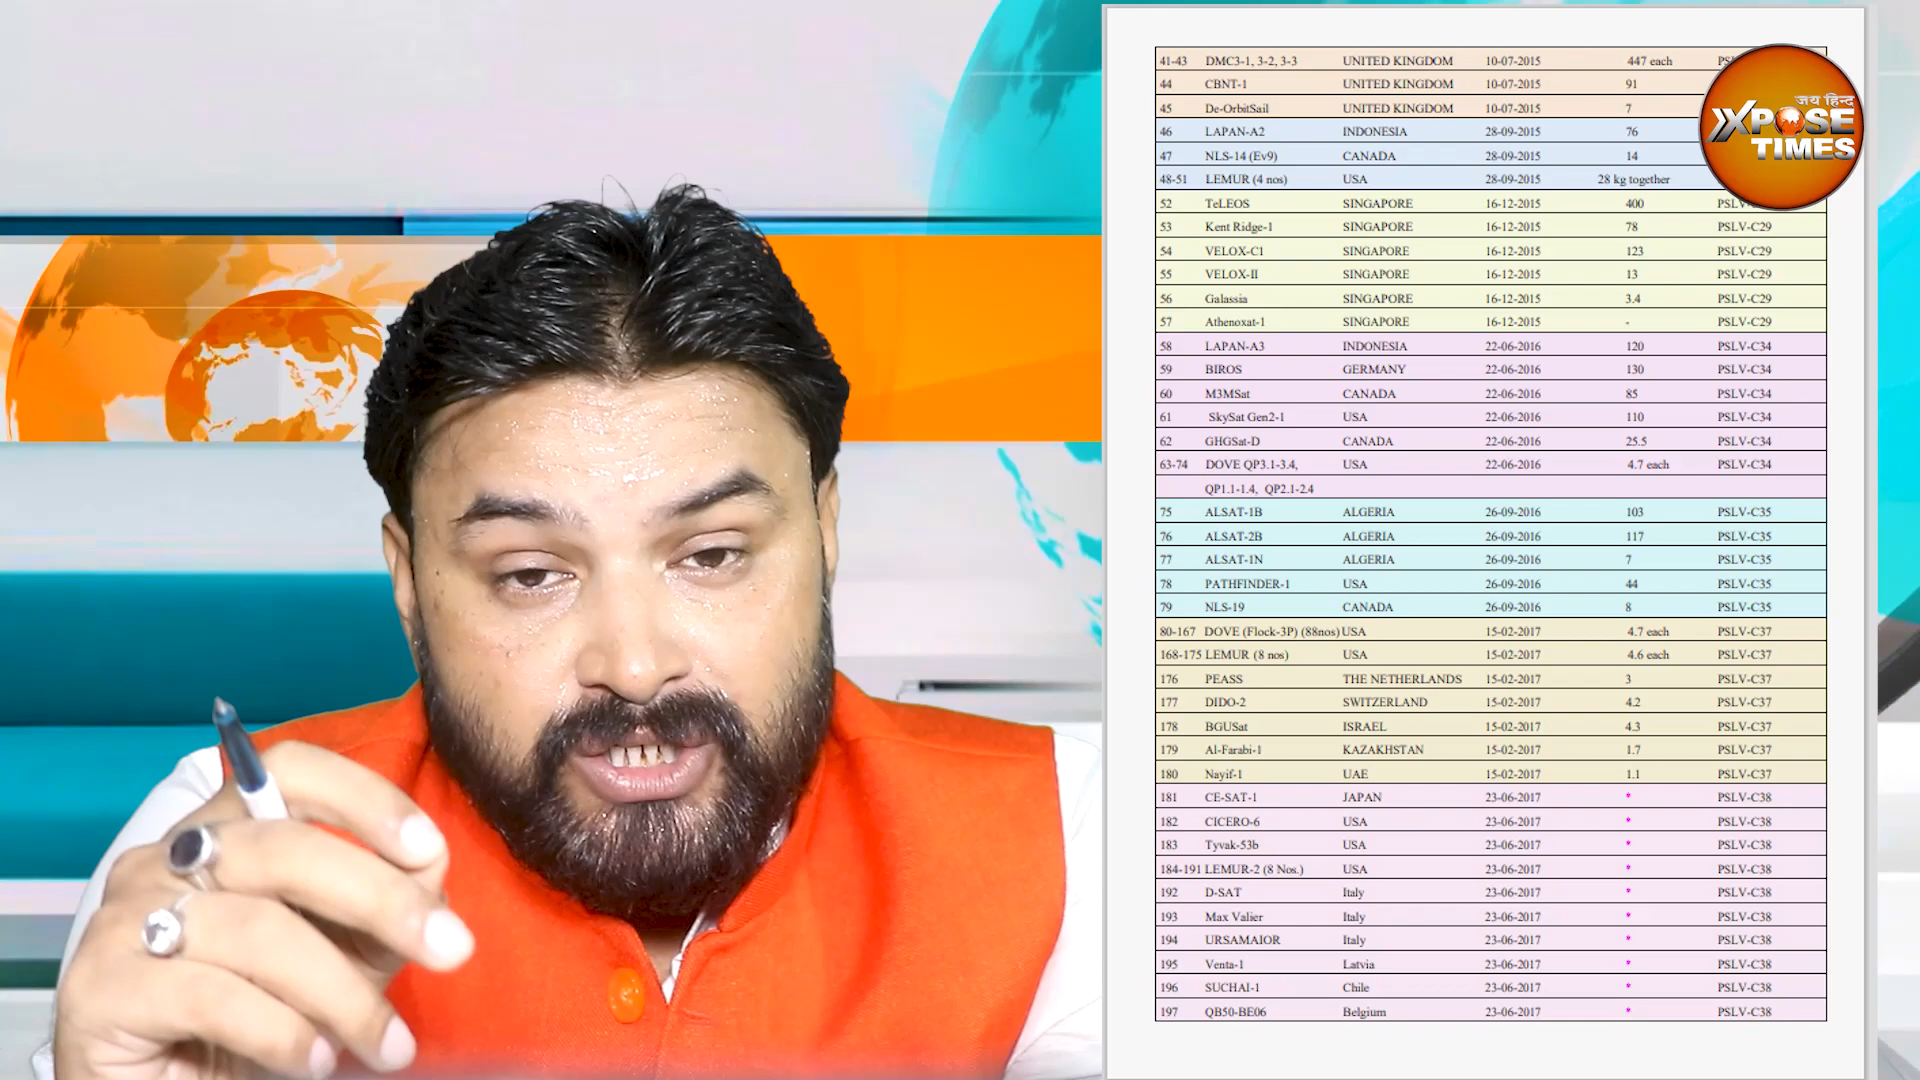 41-43 DMC3-1, 3-2, 3-3 UNITED KINGDOM 10-07-2015 447 each
44 CBNT-1 UNITED KINGDOM 10-07-2015 91
45 De-OrbitSail UNITED KINGDOM 10-07-2015 7
46 LAPAN-A2 INDONESIA 28-09-2015 76
47 NLS-14 (Ev9) CANADA 28-09-2015 14
48-51 LEMUR (4 nos) USA 28-09-2015 28 kg together
जय हिन्द
XPOSE
TIMES
52 TeLEOS SINGAPORE 16-12-2015 400
53 Kent Ridge-1 SINGAPORE 16-12-2015 78 PSLV-C29
54 VELOX-C1 SINGAPORE 16-12-2015 123 PSLV-C29
55 VELOX-II SINGAPORE 16-12-2015 13 PSLV-C29
56 Galassia SINGAPORE 16-12-2015 3.4 PSLV-C29
57 Athenoxat-1 SINGAPORE 16-12-2015 - PSLV-C29
58 LAPAN-A3 INDONESIA 22-06-2016 120 PSLV-C34
59 BIROS GERMANY 22-06-2016 130 PSLV-C34
60 M3MSat CANADA 22-06-2016 85 PSLV-C34
61 SkySat Gen2-1 USA 22-06-2016 110 PSLV-C34
62 GHGSat-D CANADA 22-06-2016 25.5 PSLV-C34
63-74 DOVE QP3.1-3.4, USA 22-06-2016 4.7 each PSLV-C34
QP1.1-1.4, QP2.1-2.4
75 ALSAT-1B ALGERIA 26-09-2016 103 PSLV-C35
76 ALSAT-2B ALGERIA 26-09-2016 117 PSLV-C35
77 ALSAT-1N ALGERIA 26-09-2016 7 PSLV-C35
78 PATHFINDER-1 USA 26-09-2016 44 PSLV-C35
79 NLS-19 CANADA 26-09-2016 8 PSLV-C35
80-167 DOVE (Flock-3P) (88nos) USA 15-02-2017 4.7 each PSLV-C37
168-175 LEMUR (8 nos) USA 15-02-2017 4.6 each PSLV-C37
176 PEASS THE NETHERLANDS 15-02-2017 3 PSLV-C37
177 DIDO-2 SWITZERLAND 15-02-2017 4.2 PSLV-C37
178 BGUSat ISRAEL 15-02-2017 4.3 PSLV-C37
179 Al-Farabi-1 KAZAKHSTAN 15-02-2017 1.7 PSLV-C37
180 Nayif-1 UAE 15-02-2017 1.1 PSLV-C37
181 CE-SAT-1 JAPAN 23-06-2017 * PSLV-C38
182 CICERO-6 USA 23-06-2017 * PSLV-C38
183 Tyvak-53b USA 23-06-2017 * PSLV-C38
184-191 LEMUR-2 (8 Nos.) USA 23-06-2017 * PSLV-C38
192 D-SAT Italy 23-06-2017 * PSLV-C38
193 Max Valier Italy 23-06-2017 * PSLV-C38
194 URSAMAIOR Italy 23-06-2017 * PSLV-C38
195 Venta-1 Latvia 23-06-2017 * PSLV-C38
196 SUCHAI-1 Chile 23-06-2017 * PSLV-C38
197 QB50-BE06 Belgium 23-06-2017 * PSLV-C38